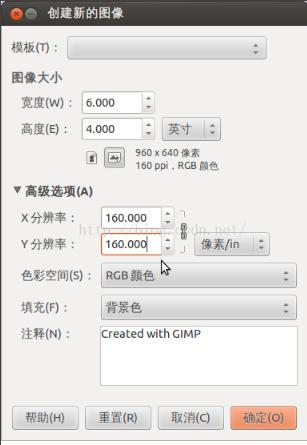 创建新的图像
模板(T)：
图像大小
宽度(W)： 6.000
高度(E)： 4.000 英寸
960 x 640 像素
160 ppi，RGB 颜色
高级选项(A)
X 分辨率： 160.000
http://blog.csdn.net/
Y 分辨率： 160.000 像素/in
色彩空间(S)： RGB 颜色
填充(F)： 背景色
注释(N)： Created with GIMP
帮助(H) 重置(R) 取消(C) 确定(O)